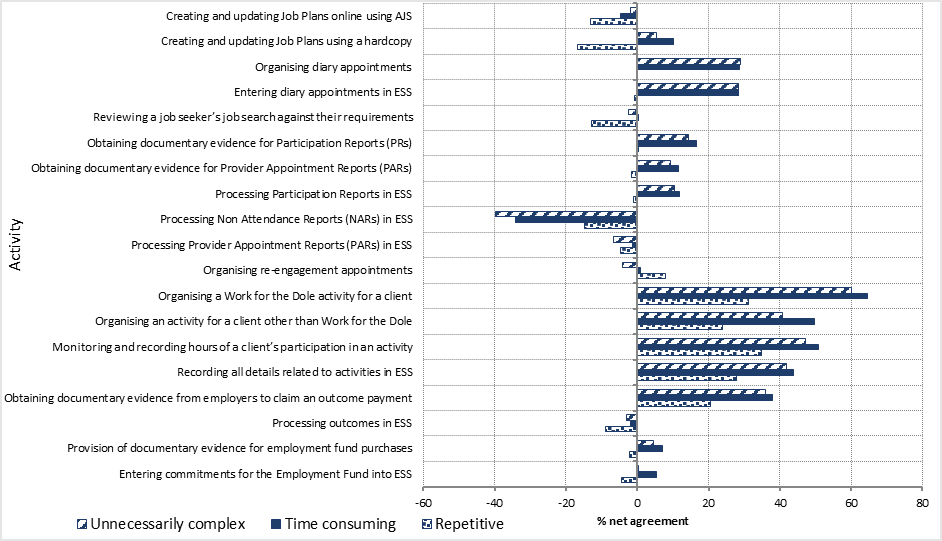 Creating and updating Job Plans online using AJS
Creating and updating Job Plans using a hardcopy
Organising diary appointments
Entering diary appointments in ESS
Reviewing a job seeker's job search against their requirements
Obtaining documentary evidence for Participation Reports (PRs)
Obtaining documentary evidence for Provider Appointment Reports (PARs)
Processing Participation Reports in ESS
Processing Non Attendance Reports (NARs) in ESS
Processing Provider Appointment Reports (PARs) in ESS
Organising re-engagement appointments
Organising a Work for the Dole activity for a client
Organising an activity for a client other than Work for the Dole
Monitoring and recording hours of a client's participation in an activity
Recording all details related to activities in ESS
Obtaining documentary evidence from employers to claim an outcome payment
Processing outcomes in ESS
Provision of documentary evidence for employment fund purchases
Entering commitments for the Employment Fund into ESS
Activity
-60 -40 -20 0 20 40 60 80
% net agreement
Unnecessarily complex Time consuming Repetitive